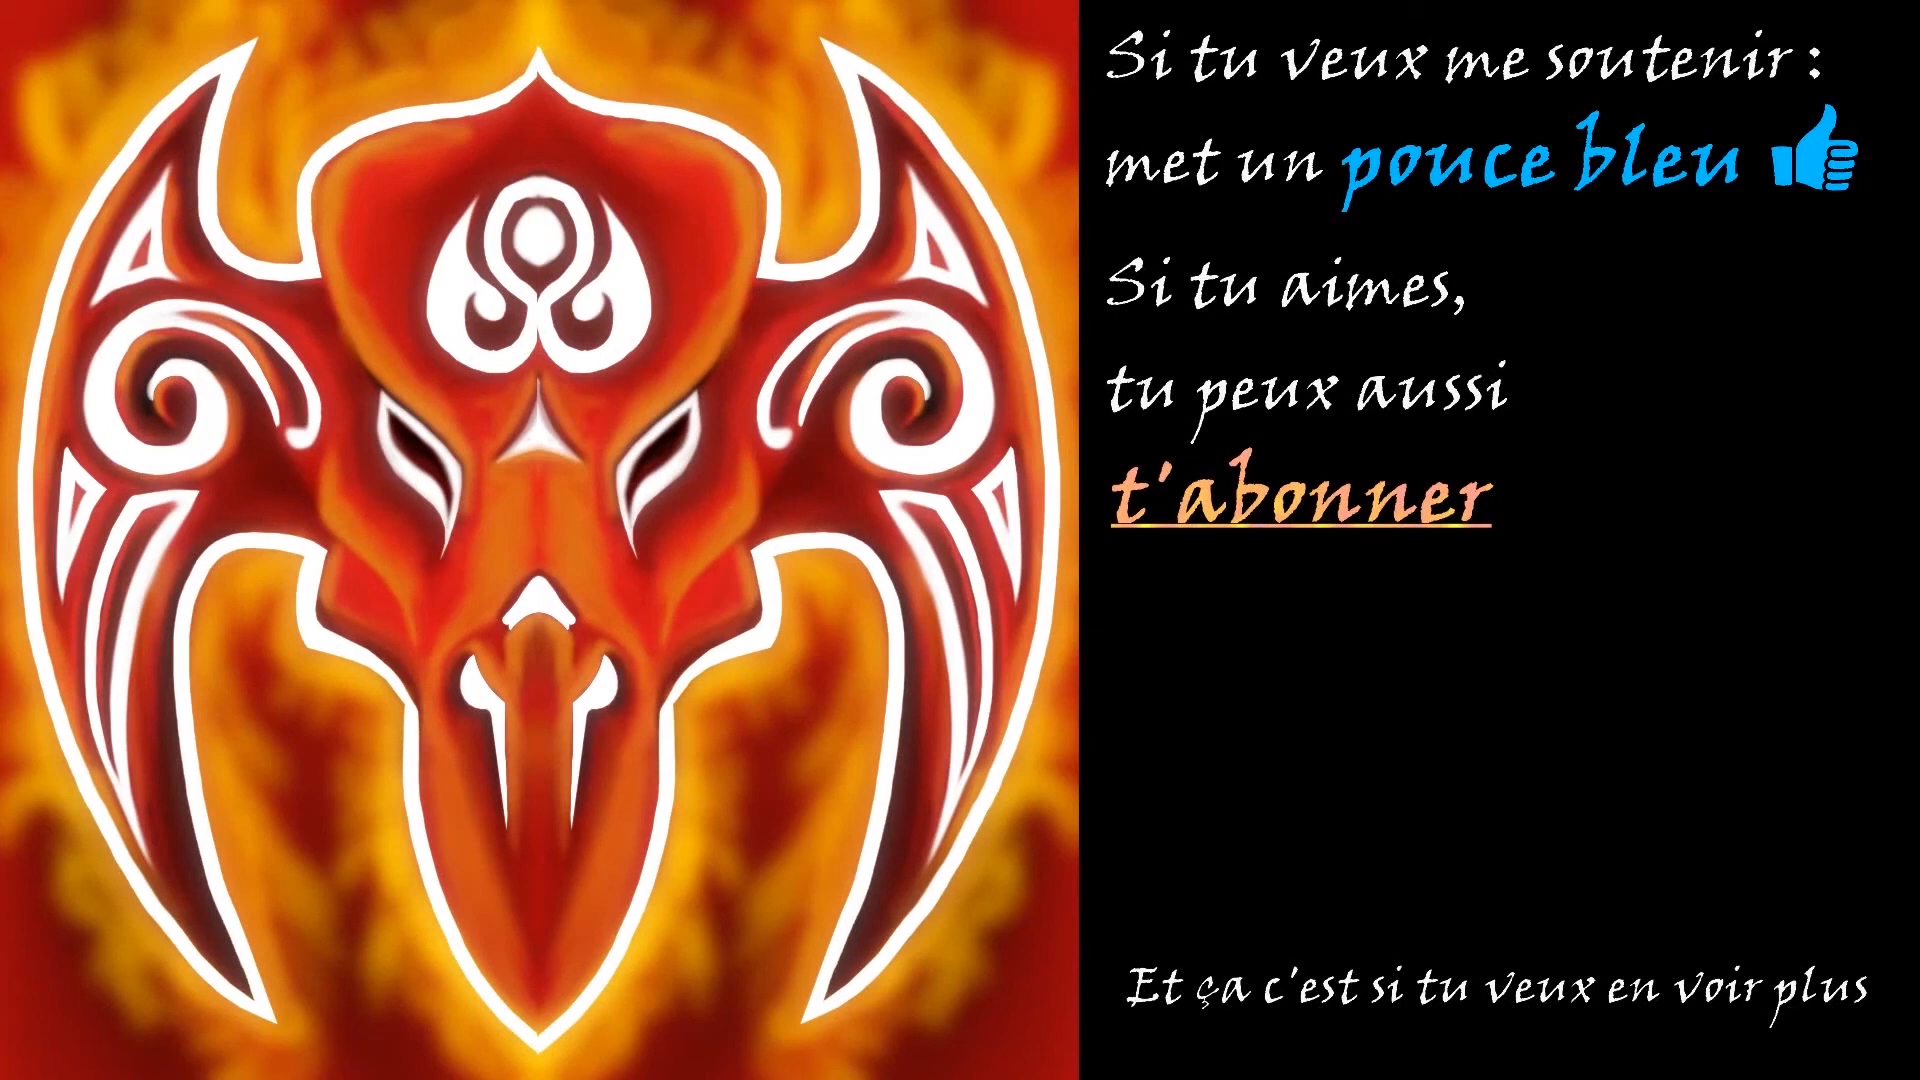 Si tu veux me soutenir :
met un pouce bleu
Si tu aimes,
tu peux aussi
t'abonner
Et ça c'est si tu veux en voir plus